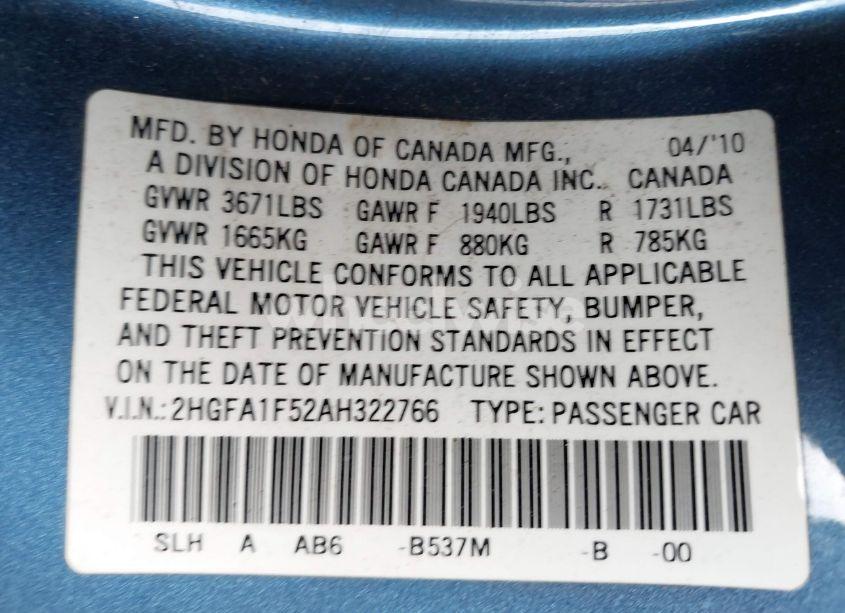 MFD. BY HONDA OF CANADA MFG., 04/'10
A DIVISION OF HONDA CANADA INC. CANADA
GVWR 3671LBS GAWR F 1940LBS R 1731LBS
GVWR 1665KG GAWR F 880KG R 785KG
THIS VEHICLE CONFORMS TO ALL APPLICABLE
FEDERAL MOTOR VEHICLE SAFETY, BUMPER,
AND THEFT PREVENTION STANDARDS IN EFFECT
ON THE DATE OF MANUFACTURE SHOWN ABOVE.
V.I.N.: 2HGFA1F52AH322766 TYPE: PASSENGER CAR
SLH A AB6 -B537M -B -00